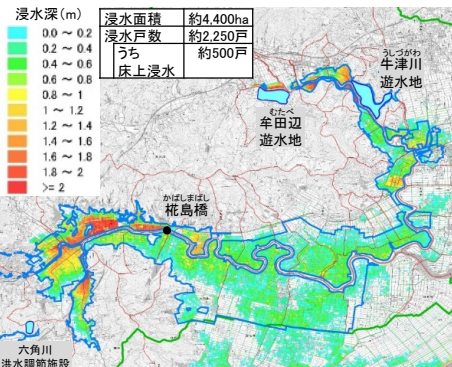 浸水深(m)
0.0 ～ 0.2
0.2 ～ 0.4
0.4 ～ 0.6
0.6 ～ 0.8
0.8 ～ 1
1 ～ 1.2
1.2 ～ 1.4
1.4 ～ 1.6
1.6 ～ 1.8
1.8 ～ 2
>= 2
浸水面積 約4,400ha
浸水戸数 約2,250戸
うち 約500戸
床上浸水
うしづがわ
牛津川
遊水地
むたべ
牟田辺
遊水地
かばしまばし
椛島橋
六角川
洪水調節施設